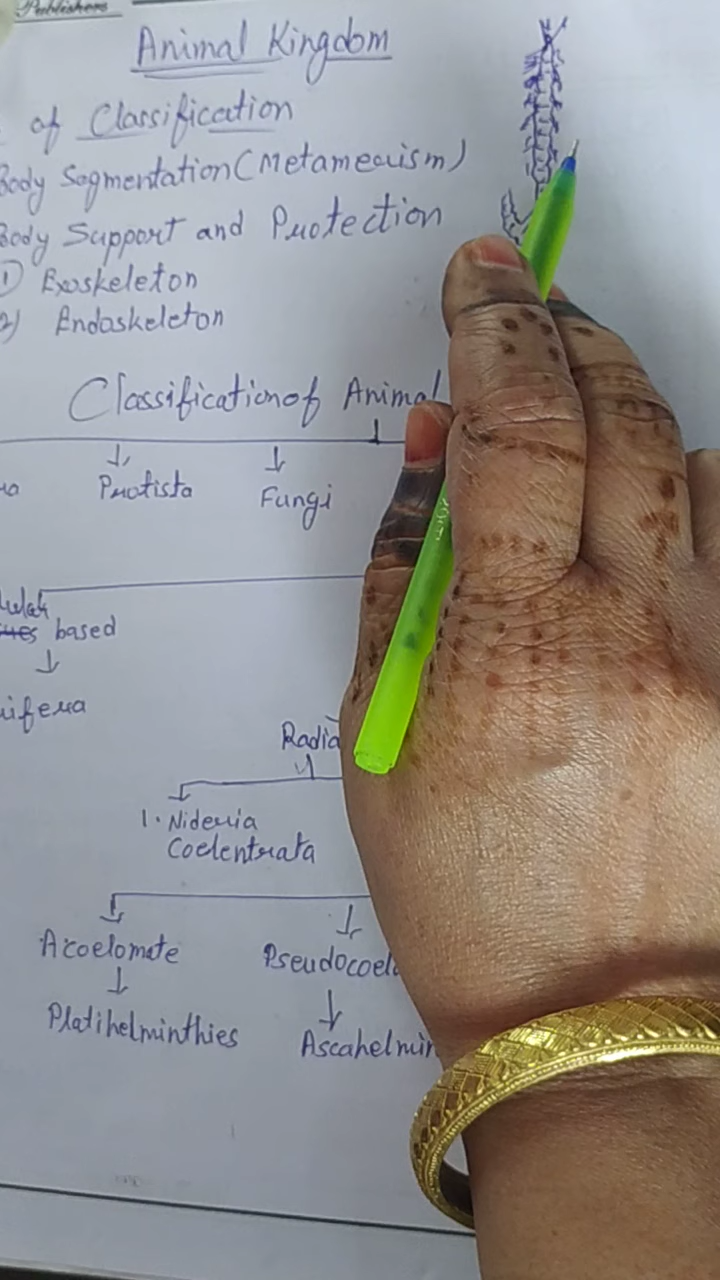 Publishers
Animal Kingdom
of Classification
Body Segmentation (Metamerism)
Body Support and Protection
1) Exoskeleton
2) Endoskeleton
Classification of Animal
Protista
Fungi
based
Radia
1. Nideria
Coelentrata
Acoelomate
Pseudocoel
Platihelminthies
Ascahelmin